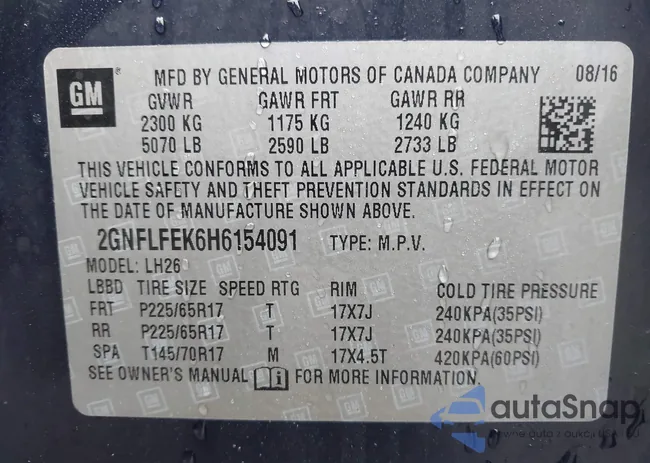 GM
MFD BY GENERAL MOTORS OF CANADA COMPANY 08/16
GVWR GAWR FRT GAWR RR
2300 KG 1175 KG 1240 KG
5070 LB 2590 LB 2733 LB
THIS VEHICLE CONFORMS TO ALL APPLICABLE U.S. FEDERAL MOTOR
VEHICLE SAFETY AND THEFT PREVENTION STANDARDS IN EFFECT ON
THE DATE OF MANUFACTURE SHOWN ABOVE.
2GNFLFEK6H6154091 TYPE: M.P.V.
MODEL: LH26
LBBD TIRE SIZE SPEED RTG RIM COLD TIRE PRESSURE
FRT P225/65R17 T 17X7J 240KPA(35PSI)
RR P225/65R17 T 17X7J 240KPA(35PSI)
SPA T145/70R17 M 17X4.5T 420KPA(60PSI)
SEE OWNER'S MANUAL FOR MORE INFORMATION.
autoSnap